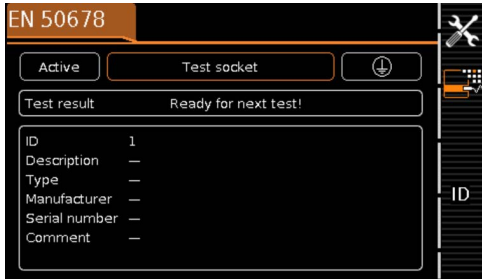 EN 50678
Active Test socket
Test result Ready for next test!
ID 1
Description —
Type —
Manufacturer —
Serial number —
Comment —
ID